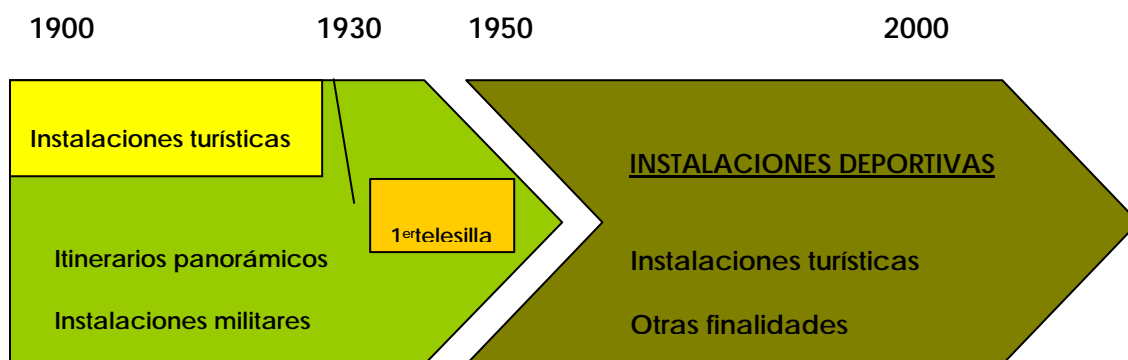 1900 1930 1950 2000
Instalaciones turísticas
1ertelesilla
Itinerarios panorámicos
Instalaciones militares
INSTALACIONES DEPORTIVAS
Instalaciones turísticas
Otras finalidades